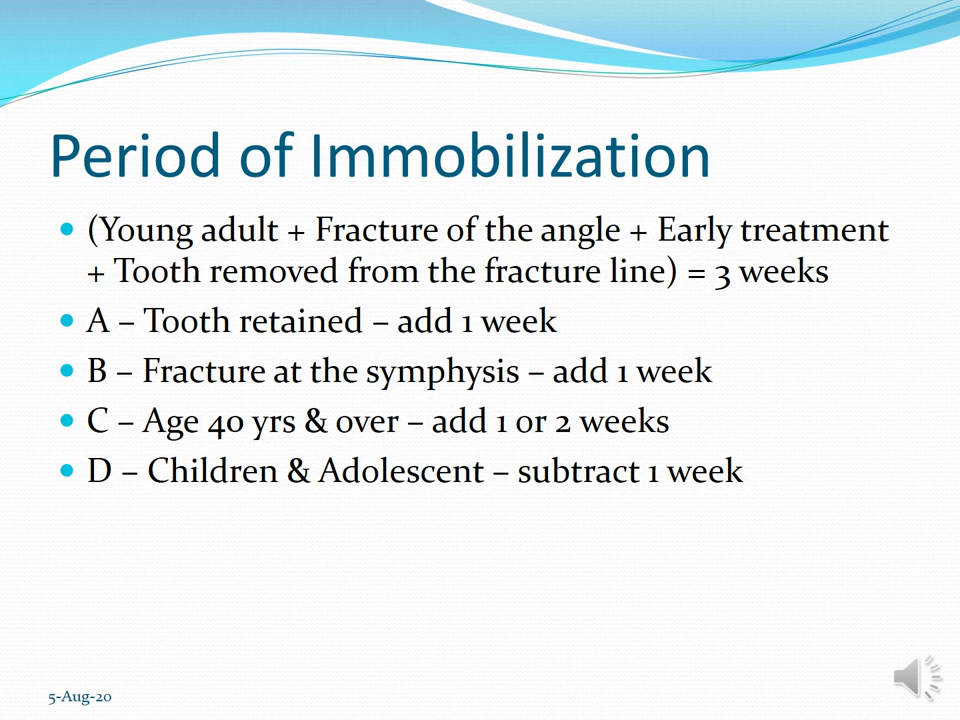 Period of Immobilization
• (Young adult + Fracture of the angle + Early treatment
+ Tooth removed from the fracture line) = 3 weeks
• A – Tooth retained – add 1 week
• B – Fracture at the symphysis – add 1 week
• C – Age 40 yrs & over – add 1 or 2 weeks
• D – Children & Adolescent – subtract 1 week
5-Aug-20